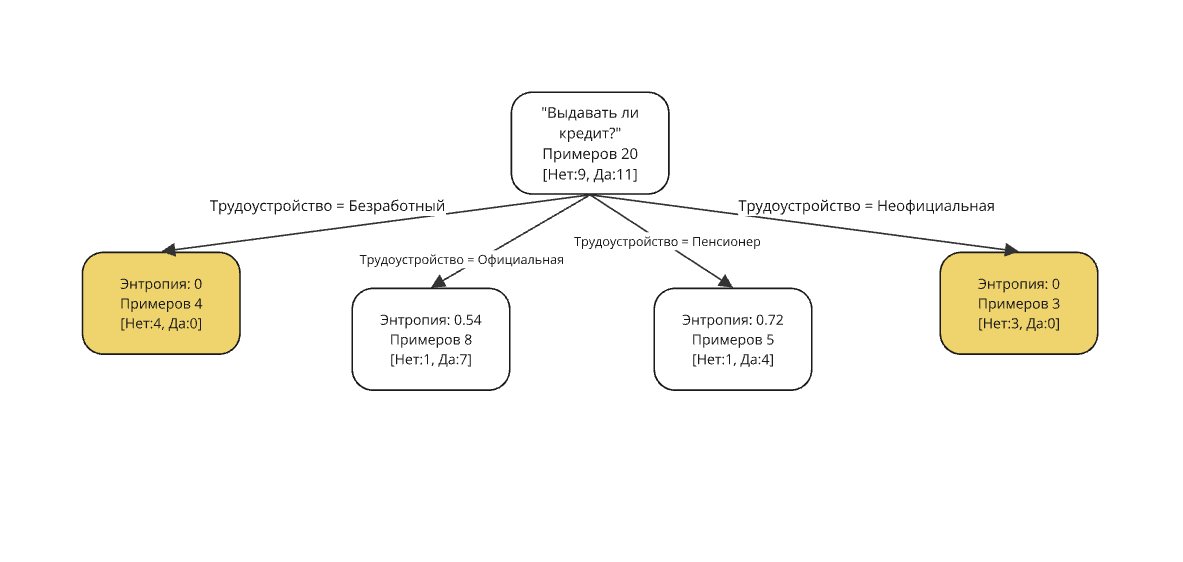 "Выдавать ли
кредит?"
Примеров 20
[Нет:9, Да:11]
Трудоустройство = Безработный
Трудоустройство = Неофициальная
Трудоустройство = Пенсионер
Трудоустройство = Официальная
Энтропия: 0
Примеров 4
[Нет:4, Да:0]
Энтропия: 0.54
Примеров 8
[Нет:1, Да:7]
Энтропия: 0.72
Примеров 5
[Нет:1, Да:4]
Энтропия: 0
Примеров 3
[Нет:3, Да:0]